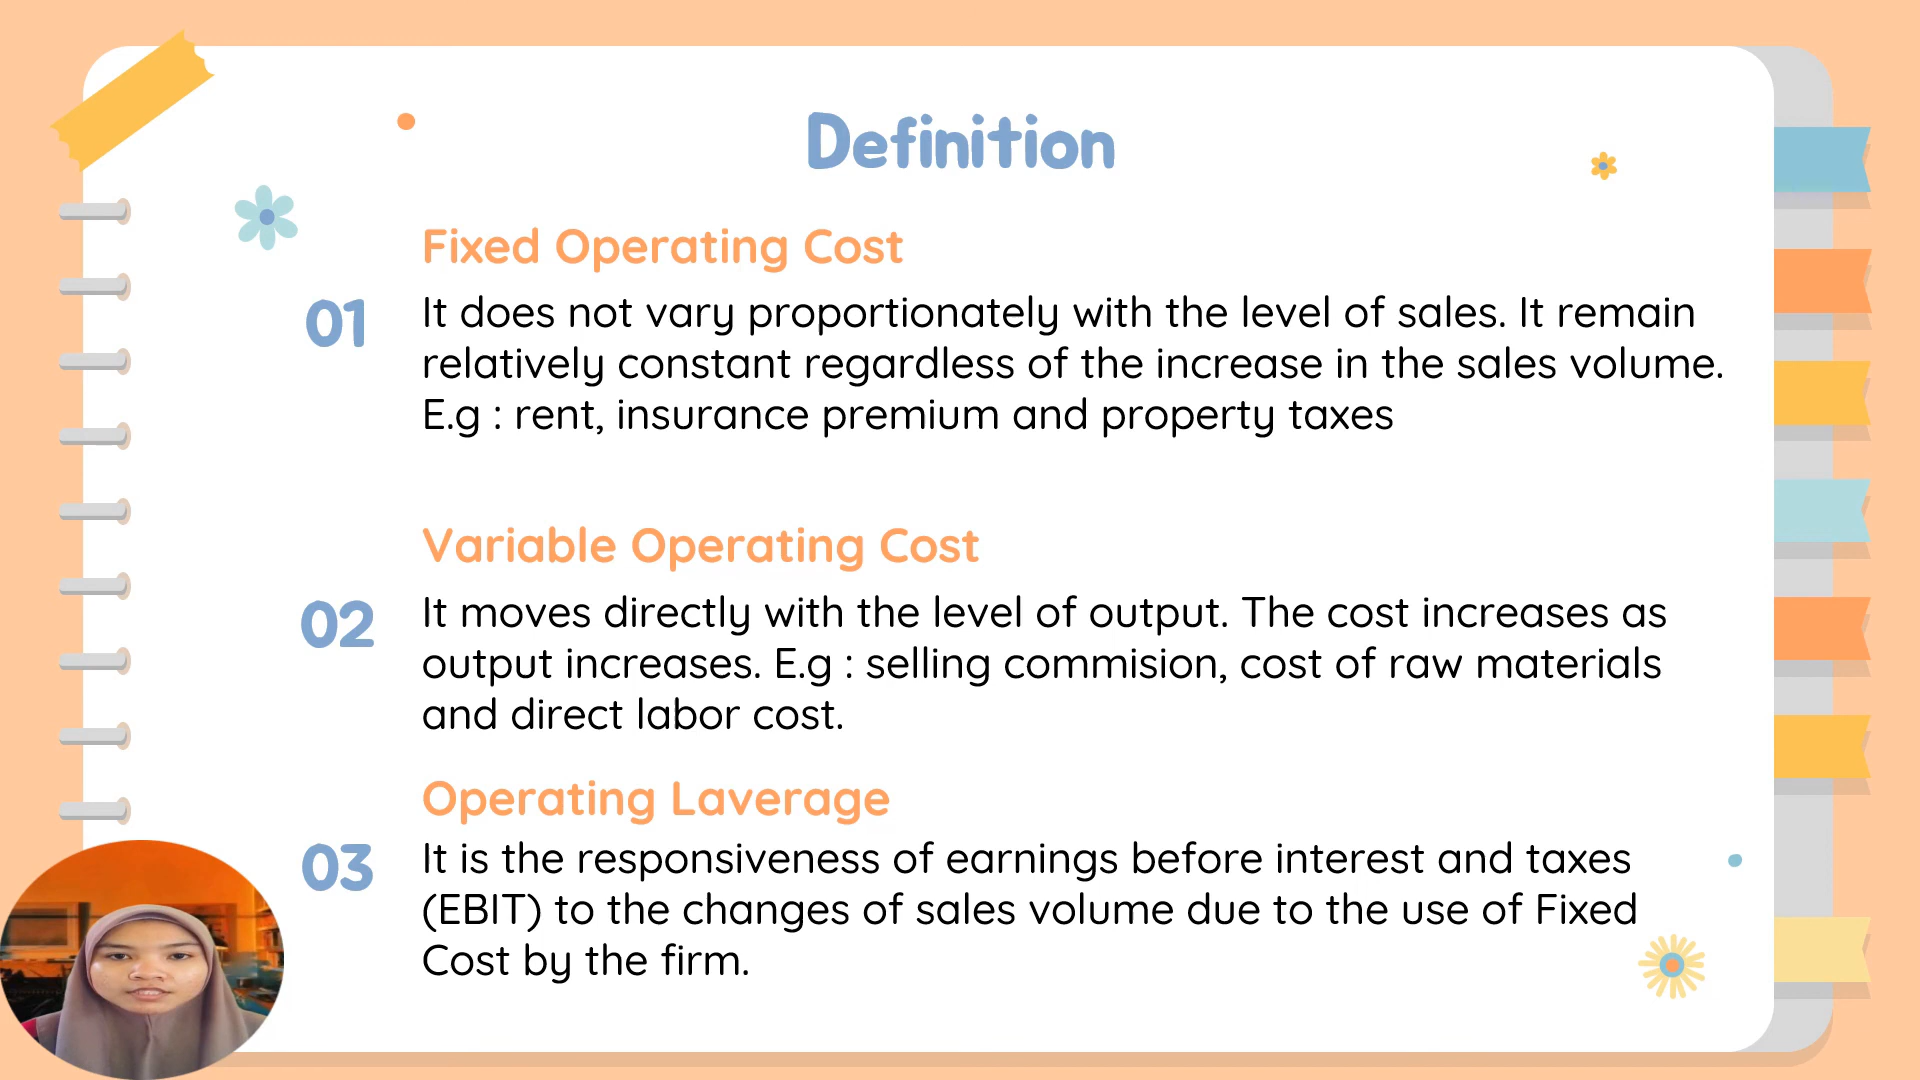 Definition
Fixed Operating Cost
01
It does not vary proportionately with the level of sales. It remain
relatively constant regardless of the increase in the sales volume.
E.g : rent, insurance premium and property taxes
Variable Operating Cost
02
It moves directly with the level of output. The cost increases as
output increases. E.g : selling commision, cost of raw materials
and direct labor cost.
Operating Laverage
03
It is the responsiveness of earnings before interest and taxes
(EBIT) to the changes of sales volume due to the use of Fixed
Cost by the firm.